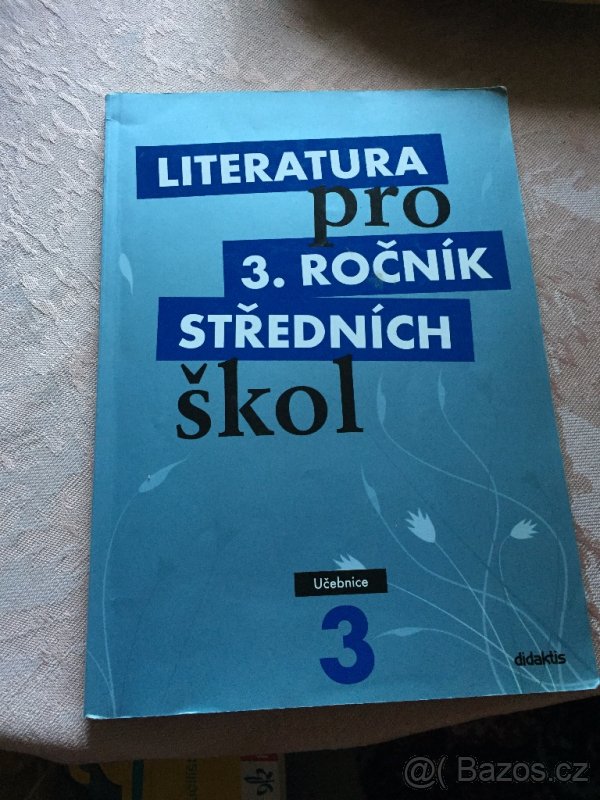 LITERATURA
pro
3. ROČNÍK
STŘEDNÍCH
škol
Učebnice
3
didaktis
@( Bazos.cz